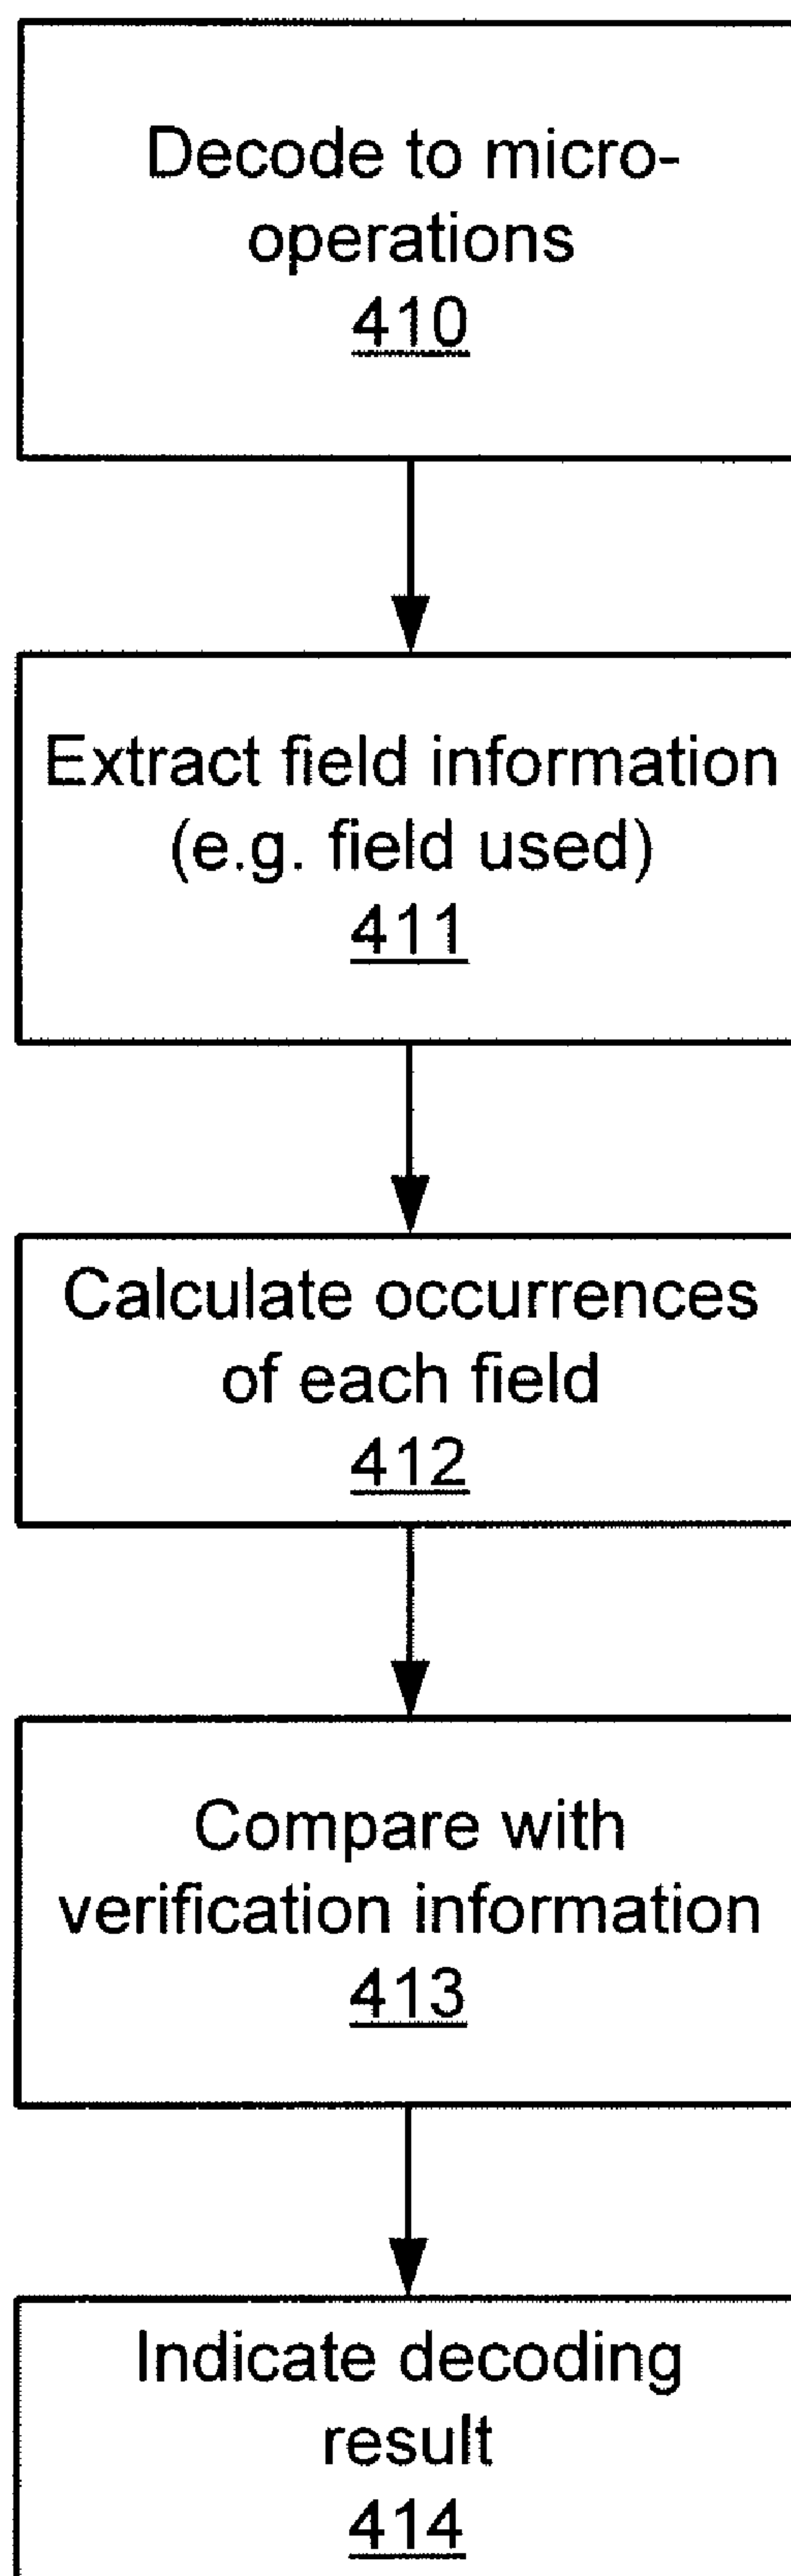 Decode to micro-
operations
410
Extract field information
(e.g. field used)
411
Calculate occurrences
of each field
412
Compare with
verification information
413
Indicate decoding
result
414